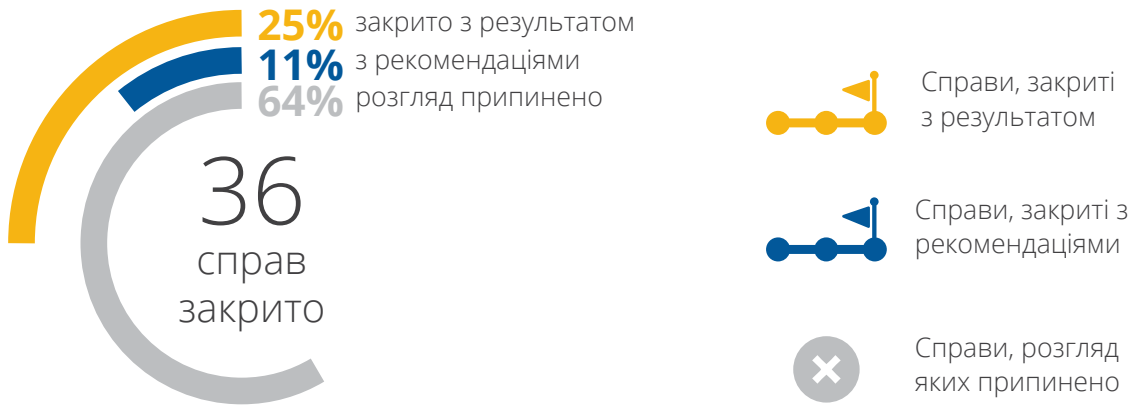 25% закрито з результатом
11% з рекомендаціями
64% розгляд припинено
36
справ
закрито
Справи, закриті
з результатом
Справи, закриті з
рекомендаціями
Справи, розгляд
яких припинено